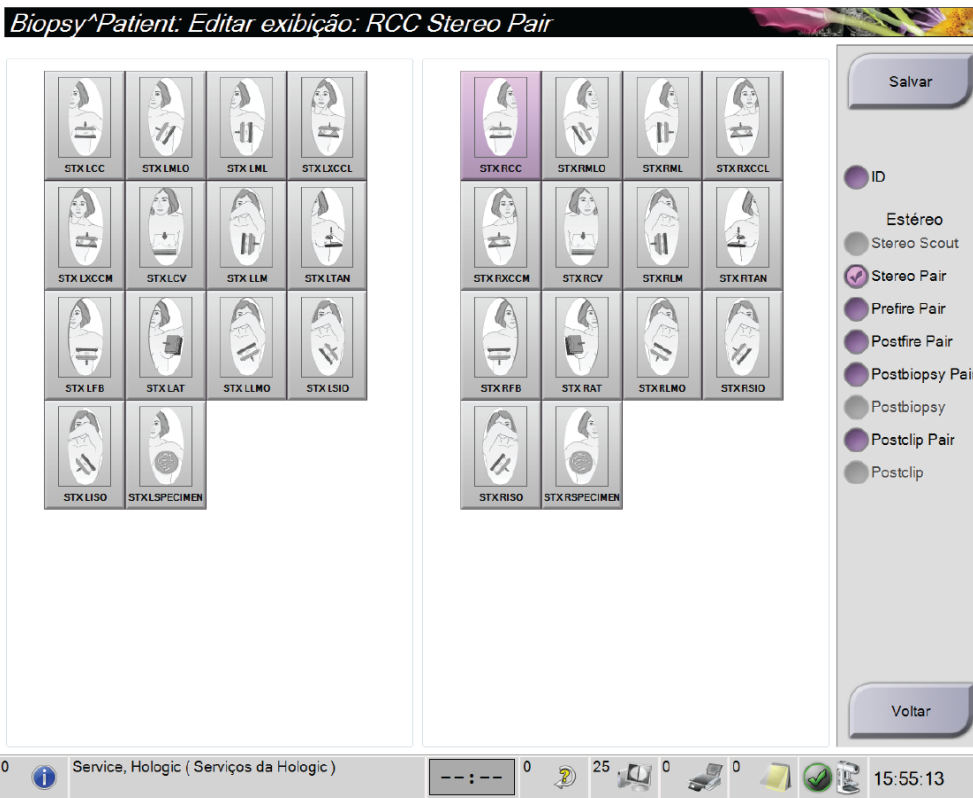 Biopsy^Patient: Editar exibição: RCC Stereo Pair
STX LCC STX LMLO STX LML STX LXCCL
STX LXCCM STX LCV STX LLM STX LTAN
STX LFB STX LAT STX LLMO STX LSIO
STX LISO STX LSPECIMEN
STX RCC STX RMLO STX RML STX RXCCL
STX RXCCM STX RCV STX RLM STX RTAN
STX RFB STX RAT STX RLMO STX RSIO
STX RISO STX RSPECIMEN
Salvar
ID
Estéreo
Stereo Scout
Stereo Pair
Prefire Pair
Postfire Pair
Postbiopsy Pair
Postbiopsy
Postclip Pair
Postclip
Voltar
0 Service, Hologic ( Serviços da Hologic ) --:-- 0 25 0 0 15:55:13